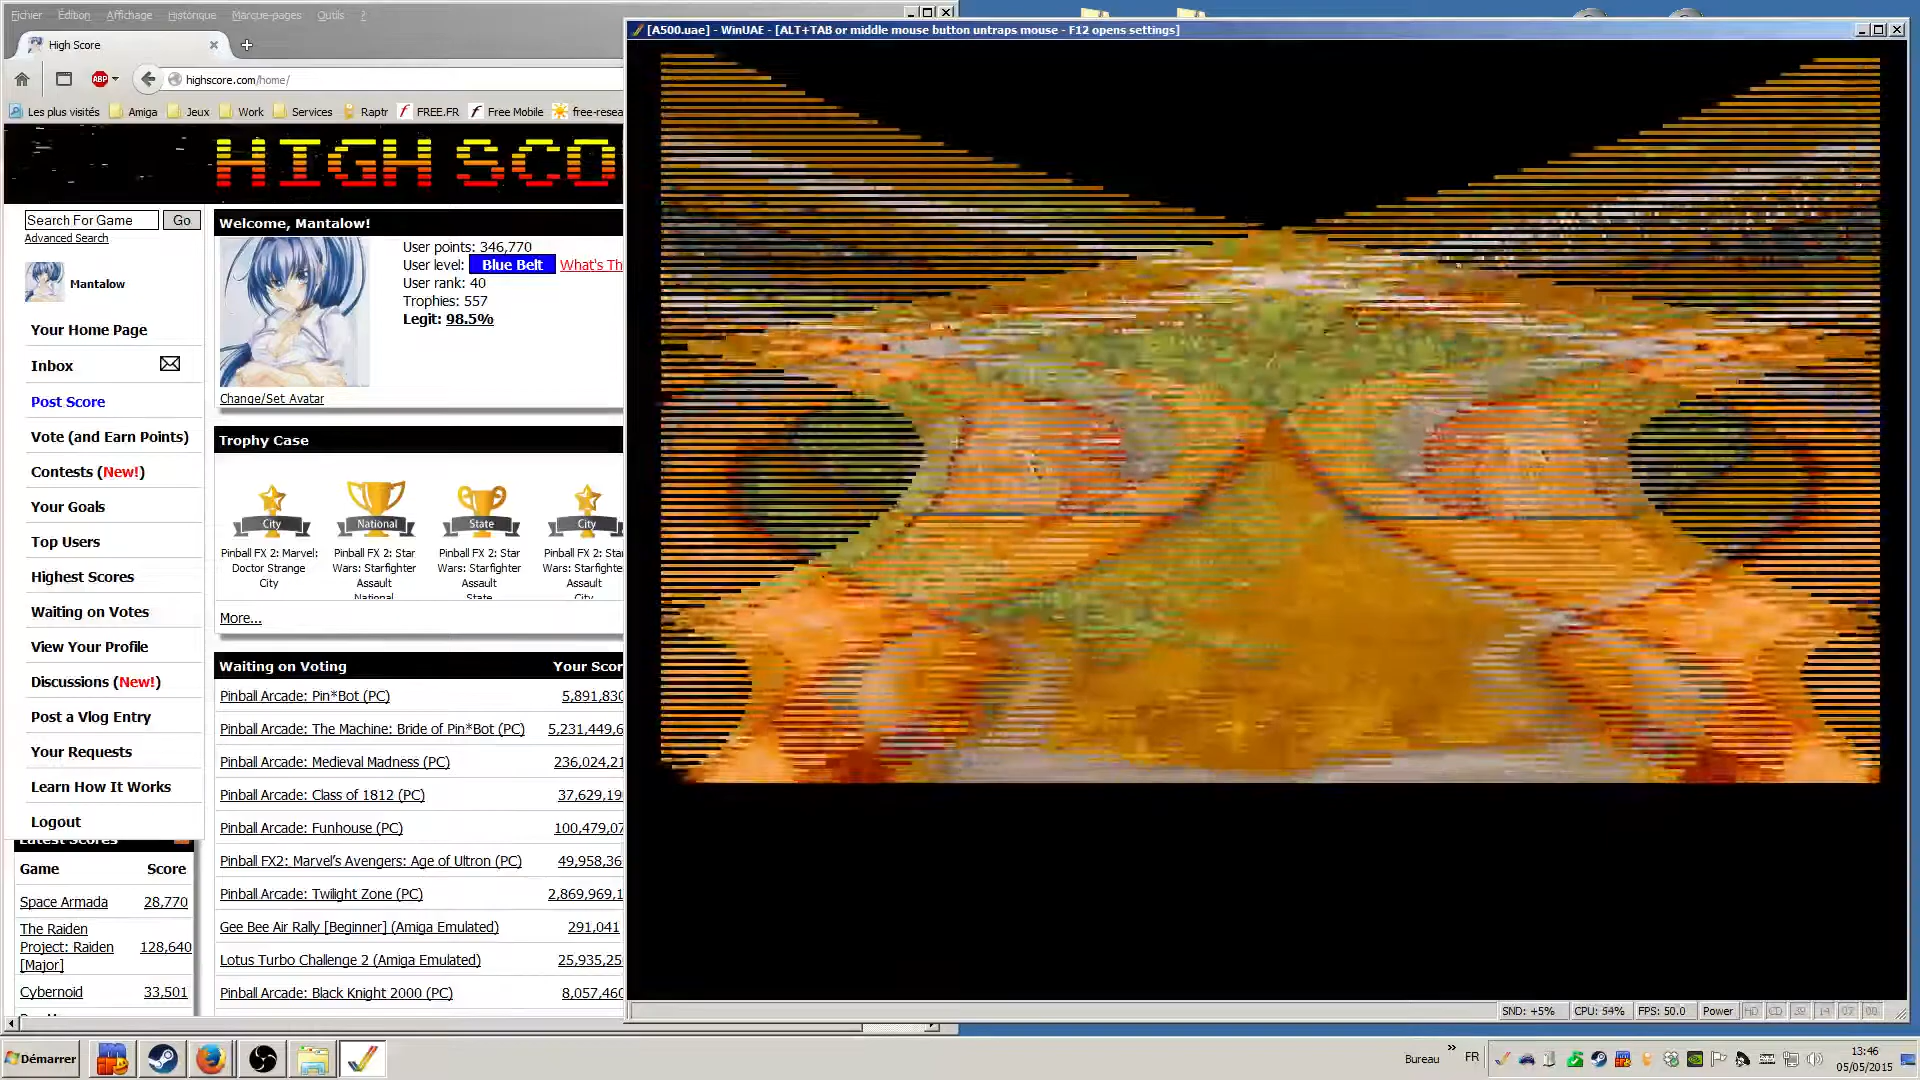 Fichier Édition Affichage Historique Marque-pages Outils ?
[A500.uae] - WinUAE - [ALT+TAB or middle mouse button untraps mouse - F12 opens settings]
High Score
ABP
highscore.com/home/
Les plus visités Amiga Jeux Work Services Raptr FREE.FR Free Mobile free-resea
HIGH SCO
Search For Game Go
Advanced Search
Mantalow
Your Home Page
Inbox
Post Score
Vote (and Earn Points)
Contests (New!)
Your Goals
Top Users
Highest Scores
Waiting on Votes
View Your Profile
Discussions (New!)
Post a Vlog Entry
Your Requests
Learn How It Works
Logout
Latest Scores
Game Score
Space Armada 28,770
The Raiden
Project: Raiden 128,640
[Major]
Cybernoid 33,501
Welcome, Mantalow!
User points: 346,770
User level: Blue Belt What's Th
User rank: 40
Trophies: 557
Legit: 98.5%
Change/Set Avatar
Trophy Case
City National State City
Pinball FX 2: Marvel: Doctor Strange City
Pinball FX 2: Star Wars: Starfighter Assault National
Pinball FX 2: Star Wars: Starfighter Assault State
Pinball FX 2: Sta Wars: Starfigh Assault City
More...
Waiting on Voting Your Scor
Pinball Arcade: Pin*Bot (PC) 5,891,830
Pinball Arcade: The Machine: Bride of Pin*Bot (PC) 5,231,449,6
Pinball Arcade: Medieval Madness (PC) 236,024,21
Pinball Arcade: Class of 1812 (PC) 37,629,19
Pinball Arcade: Funhouse (PC) 100,479,07
Pinball FX2: Marvel's Avengers: Age of Ultron (PC) 49,958,36
Pinball Arcade: Twilight Zone (PC) 2,869,969,1
Gee Bee Air Rally [Beginner] (Amiga Emulated) 291,041
Lotus Turbo Challenge 2 (Amiga Emulated) 25,935,25
Pinball Arcade: Black Knight 2000 (PC) 8,057,460
SND: +5% CPU: 54% FPS: 50.0 Power HD CD
Démarrer Bureau » FR 13:46
05/05/2015